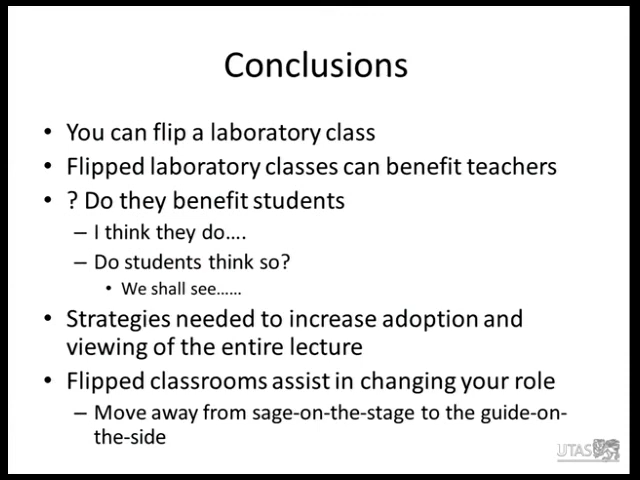 Conclusions
• You can flip a laboratory class
• Flipped laboratory classes can benefit teachers
• ? Do they benefit students
– I think they do….
– Do students think so?
• We shall see……
• Strategies needed to increase adoption and
viewing of the entire lecture
• Flipped classrooms assist in changing your role
– Move away from sage-on-the-stage to the guide-on-
the-side
UTAS